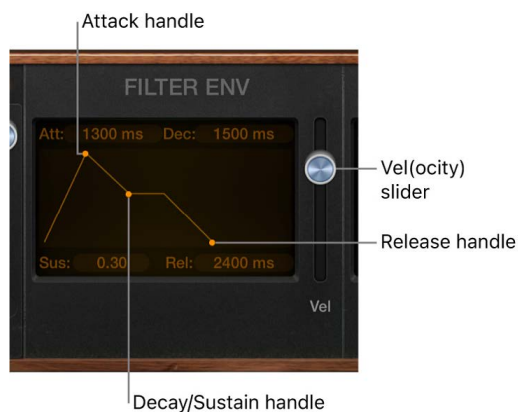 Attack handle
FILTER ENV
Att: 1300 ms Dec: 1500 ms
Vel(ocity)
slider
Release handle
Sus: 0.30 Rel: 2400 ms
Vel
Decay/Sustain handle